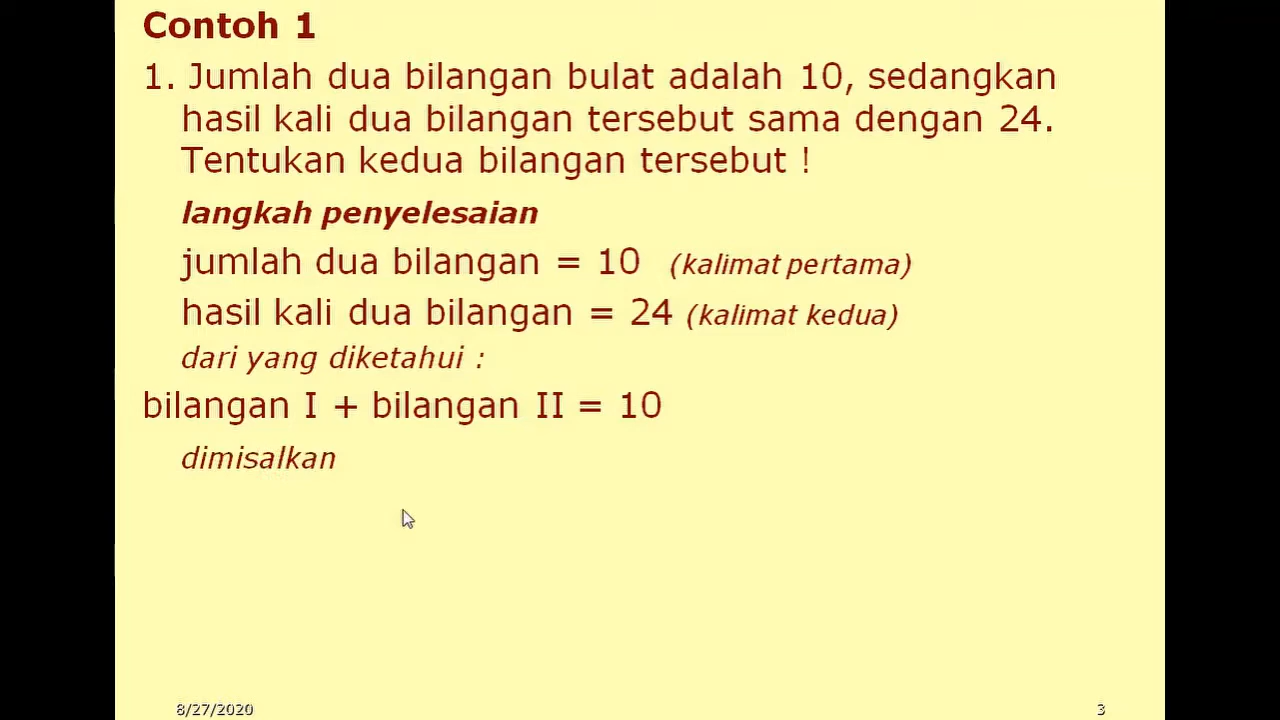 Contoh 1
1. Jumlah dua bilangan bulat adalah 10, sedangkan
hasil kali dua bilangan tersebut sama dengan 24.
Tentukan kedua bilangan tersebut !
langkah penyelesaian
jumlah dua bilangan = 10 (kalimat pertama)
hasil kali dua bilangan = 24 (kalimat kedua)
dari yang diketahui :
bilangan I + bilangan II = 10
dimisalkan
8/27/2020
3